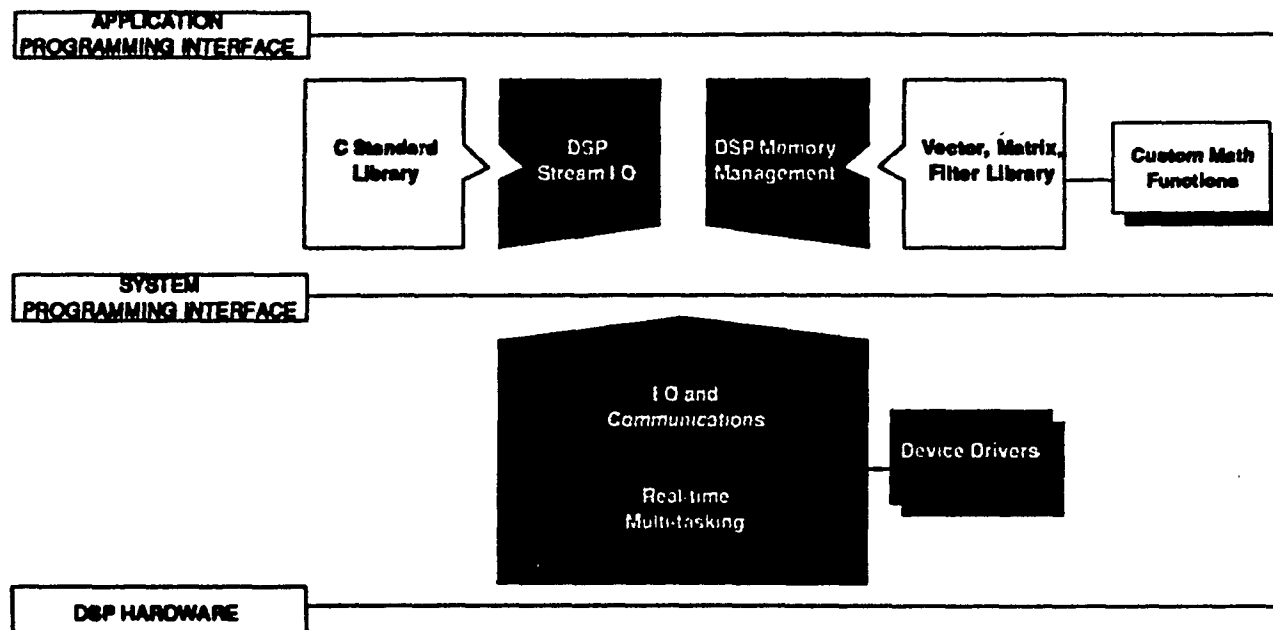 APPLICATION
PROGRAMMING INTERFACE
C Standard
Library
DSP
Stream I O
DSP Memory
Management
Vector, Matrix,
Filter Library
Custom Math
Functions
SYSTEM
PROGRAMMING INTERFACE
I O and
Communications
Real-time
Multi-tasking
Device Drivers
DSP HARDWARE